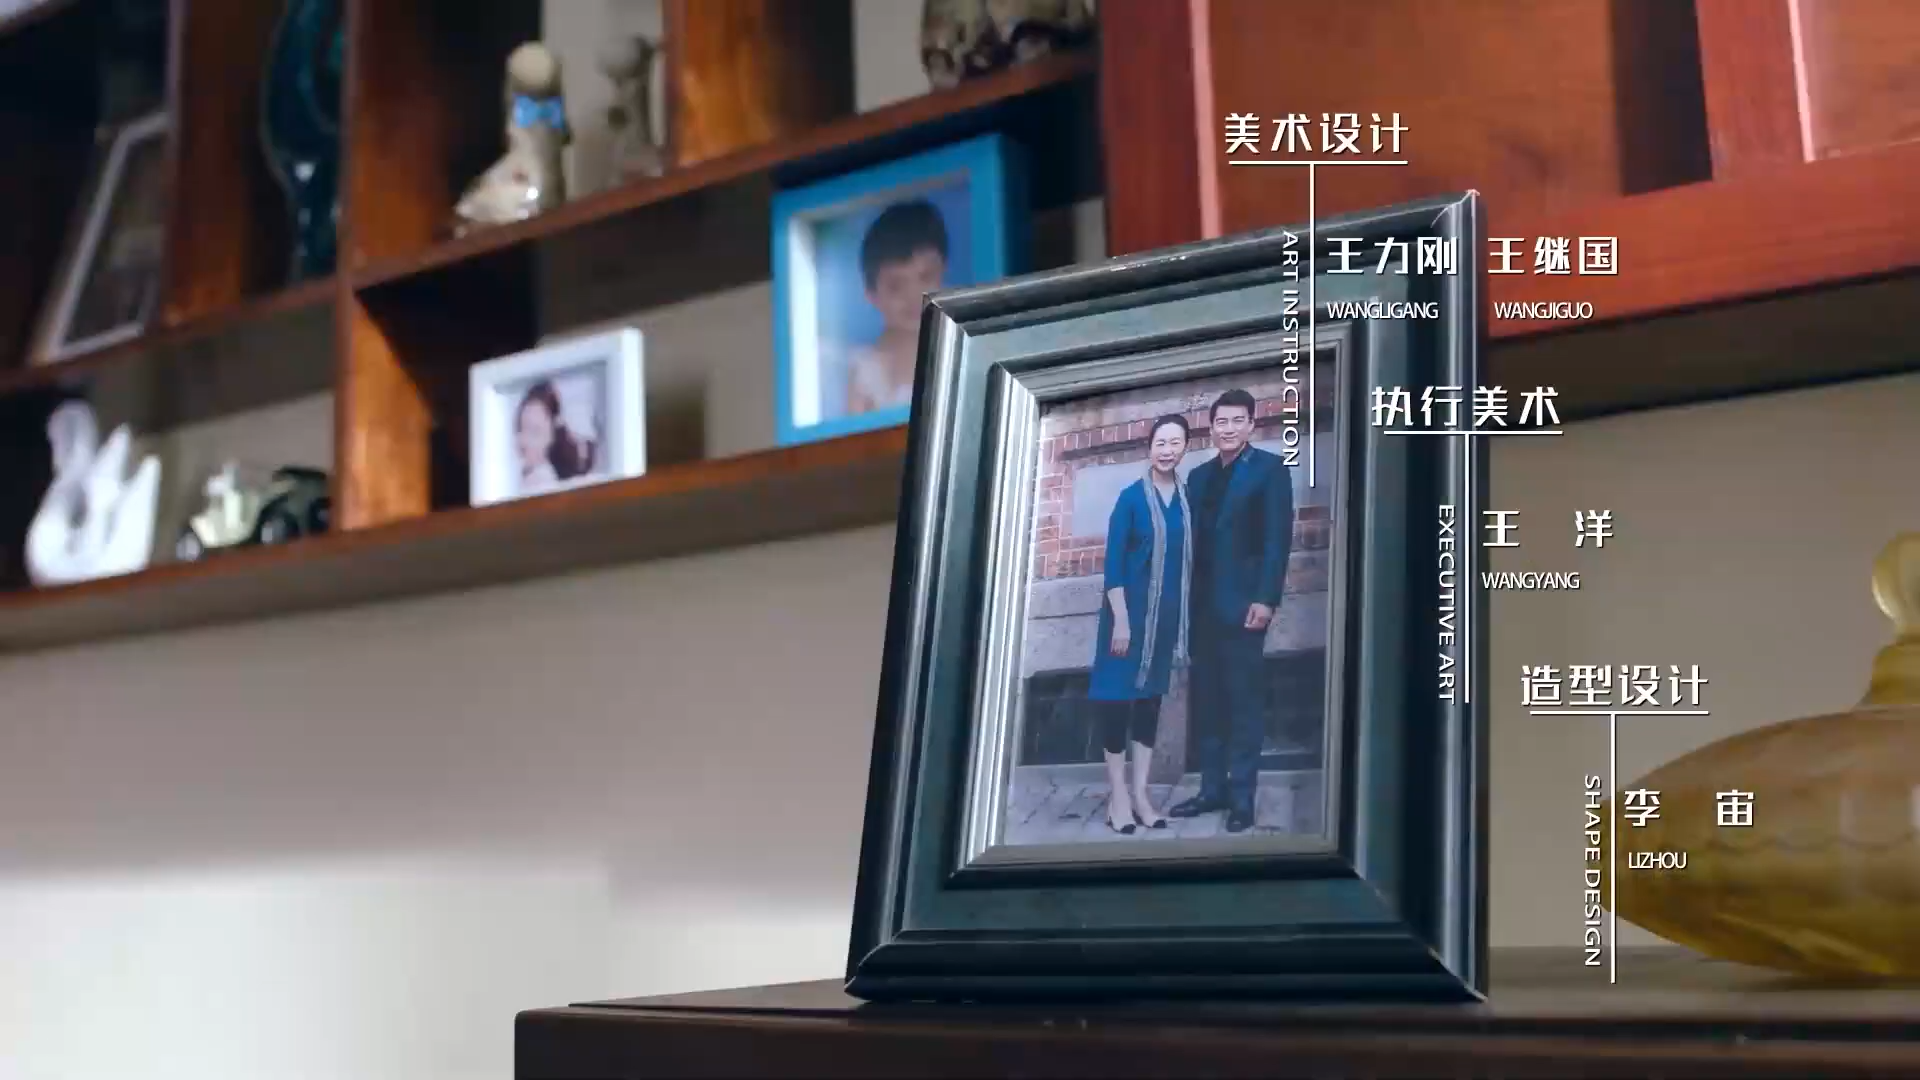 美术设计
ART INSTRUCTION
王力刚 王继国
WANGLIGANG WANGJIGUO
执行美术
EXECUTIVE ART
王 洋
WANGYANG
造型设计
SHAPE DESIGN
李 宙
LIZHOU